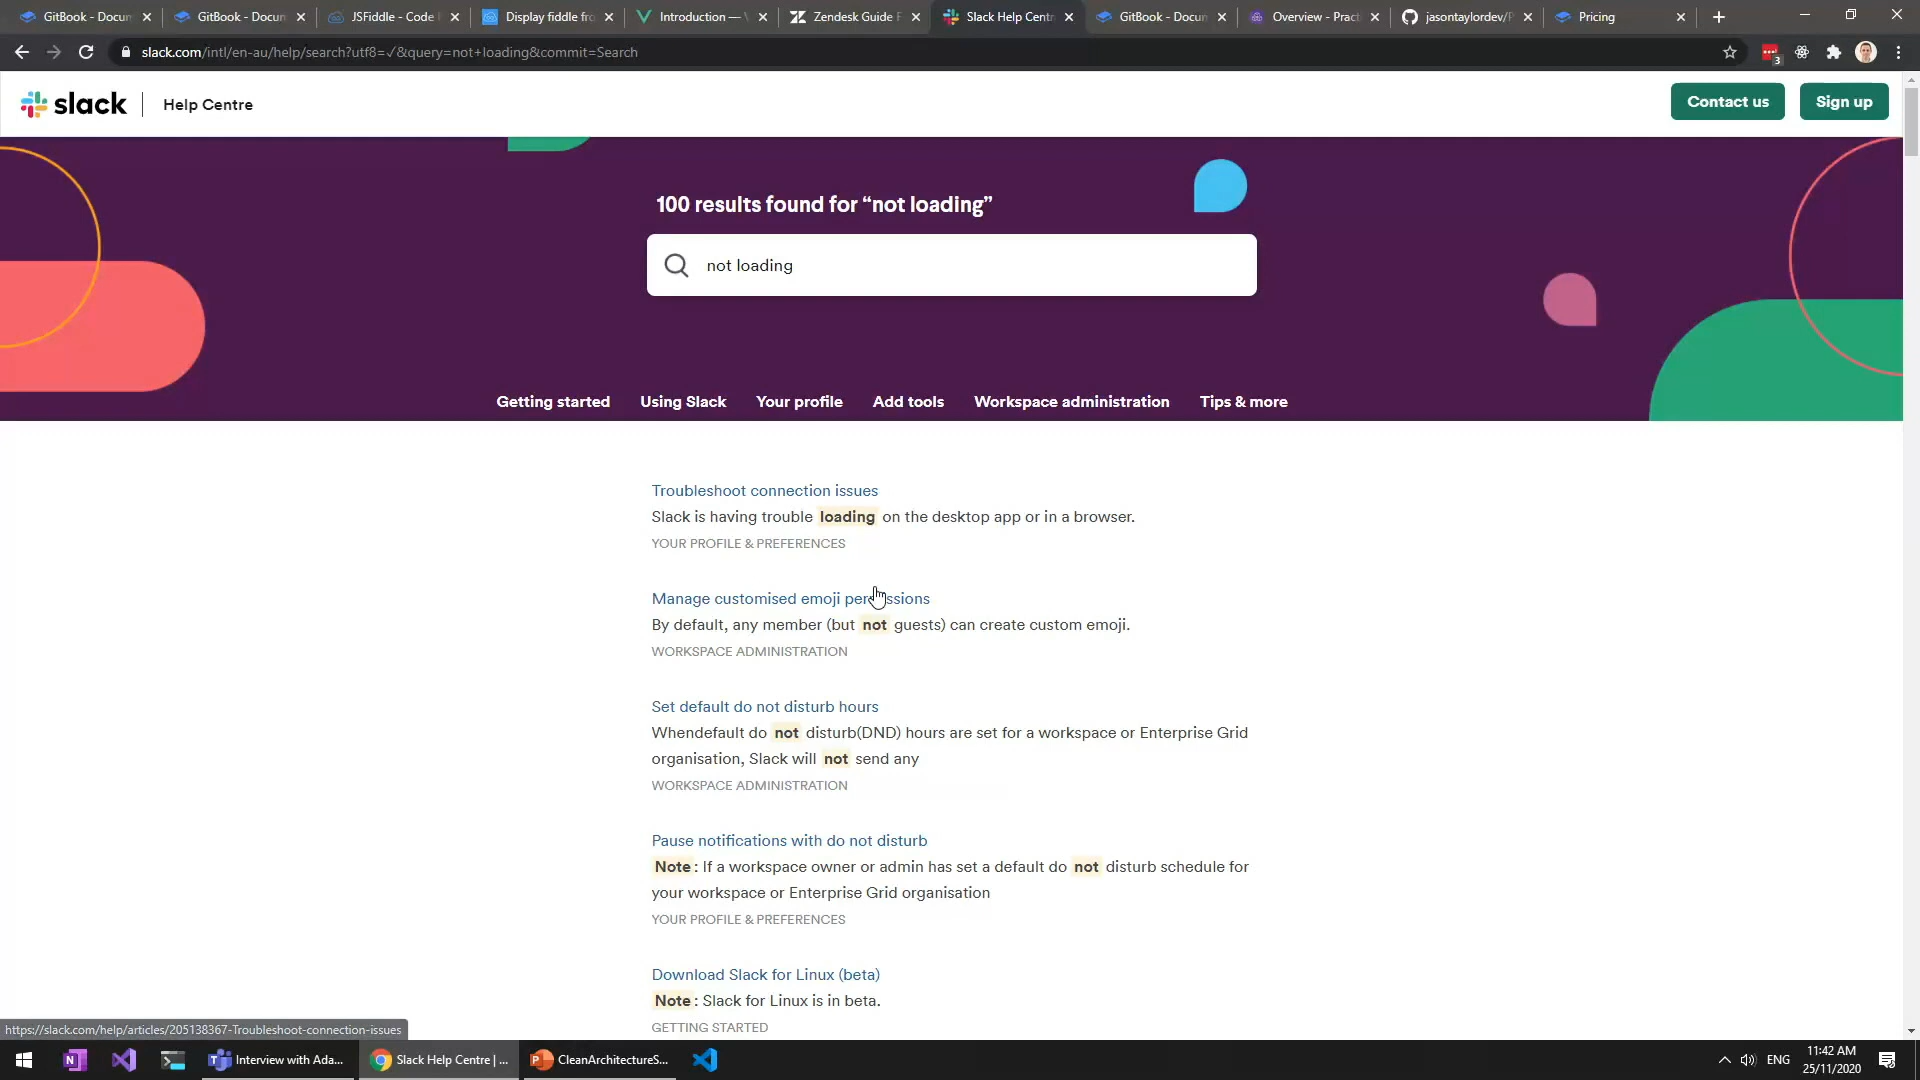 GitBook - Docum
GitBook - Docum
JSFiddle - Code
Display fiddle fro
Introduction —
Zendesk Guide
Slack Help Centr
GitBook - Docum
Overview - Pract
jasontaylordev/
Pricing
slack.com/intl/en-au/help/search?utf8=✓&query=not+loading&commit=Search
3
slack
Help Centre
Contact us
Sign up
100 results found for “not loading”
not loading
Getting started
Using Slack
Your profile
Add tools
Workspace administration
Tips & more
Troubleshoot connection issues
Slack is having trouble loading on the desktop app or in a browser.
YOUR PROFILE & PREFERENCES
Manage customised emoji permissions
By default, any member (but not guests) can create custom emoji.
WORKSPACE ADMINISTRATION
Set default do not disturb hours
Whendefault do not disturb(DND) hours are set for a workspace or Enterprise Grid
organisation, Slack will not send any
WORKSPACE ADMINISTRATION
Pause notifications with do not disturb
Note: If a workspace owner or admin has set a default do not disturb schedule for
your workspace or Enterprise Grid organisation
YOUR PROFILE & PREFERENCES
Download Slack for Linux (beta)
Note: Slack for Linux is in beta.
GETTING STARTED
https://slack.com/help/articles/205138367-Troubleshoot-connection-issues
Interview with Ada...
Slack Help Centre | ...
CleanArchitectureS...
ENG
11:42 AM
25/11/2020